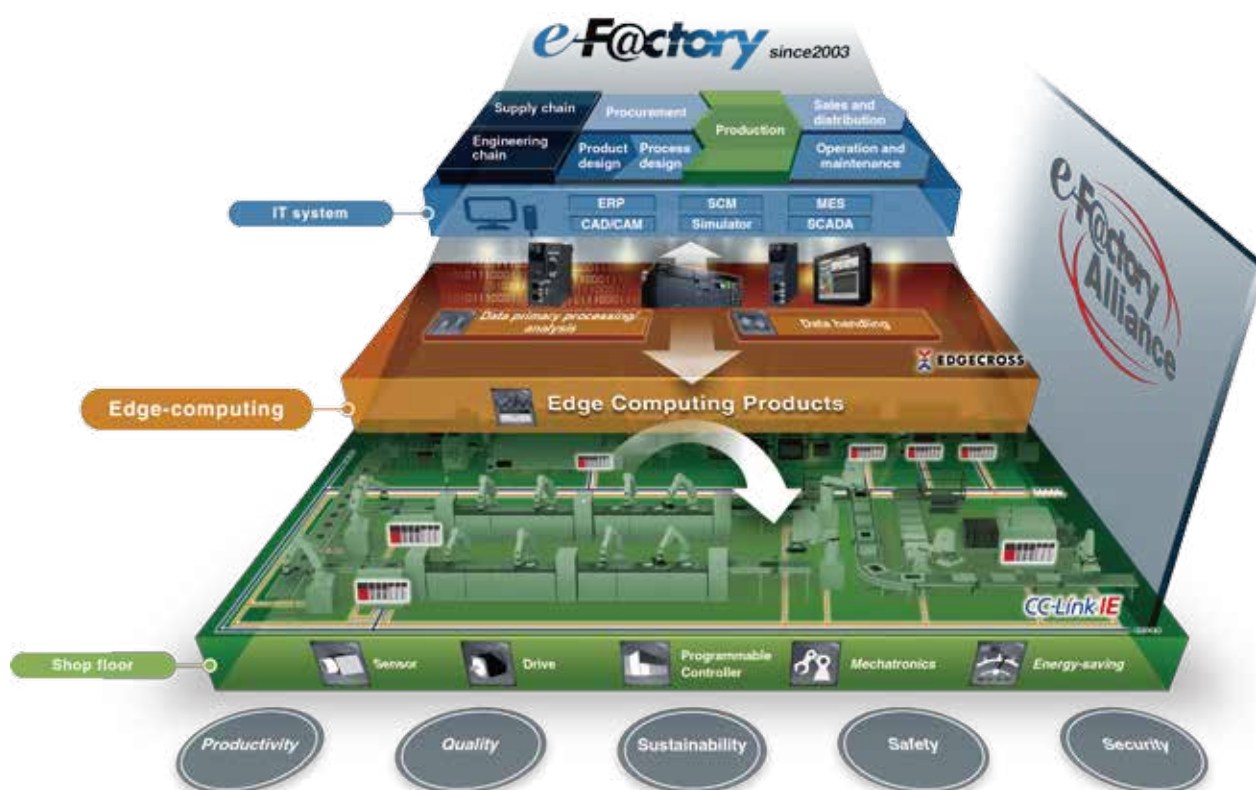 e-F@ctory since2003
Supply chain
Procurement
Production
Sales and
distribution
Engineering
chain
Product
design
Process
design
Operation and
maintenance
IT system
ERP
SCM
MES
CAD/CAM
Simulator
SCADA
e-F@ctory
Alliance
Data primary processing/
analysis
Data handling
EDGECROSS
Edge-computing
Edge Computing Products
CC-Link IE
Shop floor
Sensor
Drive
Programmable
Controller
Mechatronics
Energy-saving
Productivity
Quality
Sustainability
Safety
Security